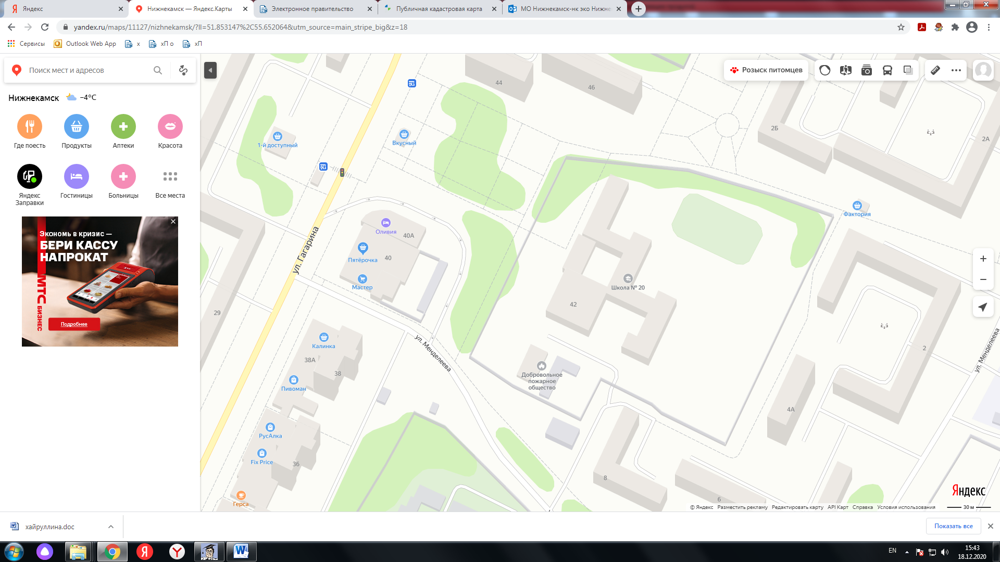 Яндекс
Нижнекамск — Яндекс.Карты
Электронное правительство
Публичная кадастровая карта
МО Нижнекамск-нк эко Нижне
yandex.ru/maps/11127/nizhnekamsk/?ll=51.853147%2C55.652064&utm_source=main_stripe_big&z=18
Сервисы
Outlook Web App
х
хП о
хП
Поиск мест и адресов
Розыск питомцев
Нижнекамск
−4°C
Где поесть
Продукты
Аптеки
Красота
Яндекс
Заправки
Гостиницы
Больницы
Все места
Экономь в кризис —
БЕРИ КАССУ
НАПРОКАТ
МТС БИЗНЕС
Подробнее
44
46
2Б
2А
1-й доступный
Вкусный
Фактория
ул. Гагарина
Оливия
40А
Пятёрочка
40
Мастер
Школа № 20
42
29
Калинка
38А
38
ул. Менделеева
2
ул. Менделеева
Добровольное
пожарное
общество
Пивоман
4А
РусАлка
Fix Price
36
8
6
Герса
Яндекс
© Яндекс
Разместить рекламу
Редактировать карту
API Карт
Справка
Условия использования
30 м
хайруллина.doc
Показать все
EN
15:43
18.12.2020